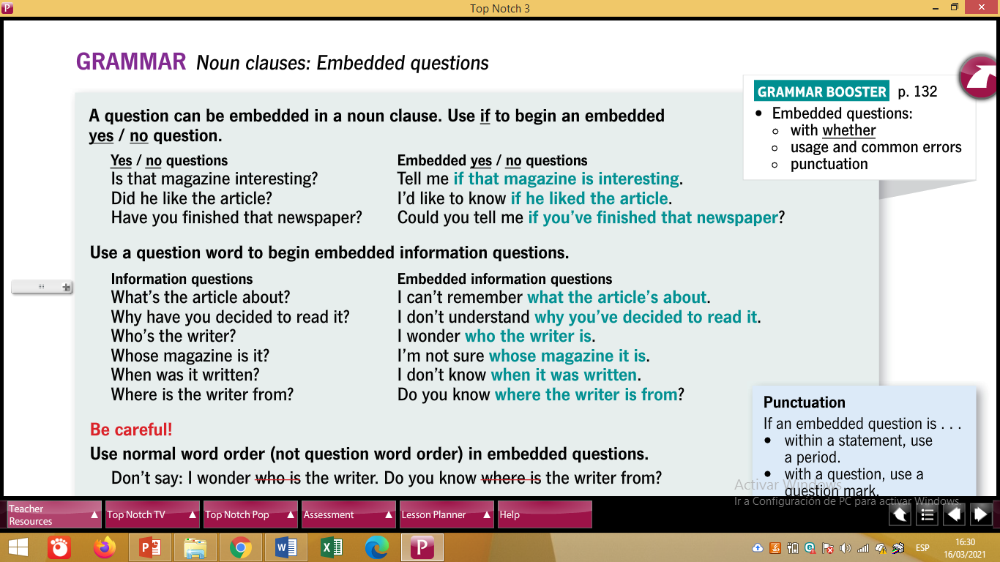 Top Notch 3
GRAMMAR Noun clauses: Embedded questions
GRAMMAR BOOSTER p. 132
• Embedded questions:
○ with whether
○ usage and common errors
○ punctuation
A question can be embedded in a noun clause. Use if to begin an embedded
yes / no question.
Yes / no questions Embedded yes / no questions
Is that magazine interesting? Tell me if that magazine is interesting.
Did he like the article? I'd like to know if he liked the article.
Have you finished that newspaper? Could you tell me if you've finished that newspaper?
Use a question word to begin embedded information questions.
Information questions Embedded information questions
What's the article about? I can't remember what the article's about.
Why have you decided to read it? I don't understand why you've decided to read it.
Who's the writer? I wonder who the writer is.
Whose magazine is it? I'm not sure whose magazine it is.
When was it written? I don't know when it was written.
Where is the writer from? Do you know where the writer is from?
Be careful!
Use normal word order (not question word order) in embedded questions.
Don't say: I wonder who is the writer. Do you know where is the writer from?
Punctuation
If an embedded question is . . .
• within a statement, use
a period.
• with a question, use a
question mark.
Activar Windows
Ir a Configuración de PC para activar Windows.
Teacher
Resources
Top Notch TV
Top Notch Pop
Assessment
Lesson Planner
Help
ESP
16:30
16/03/2021